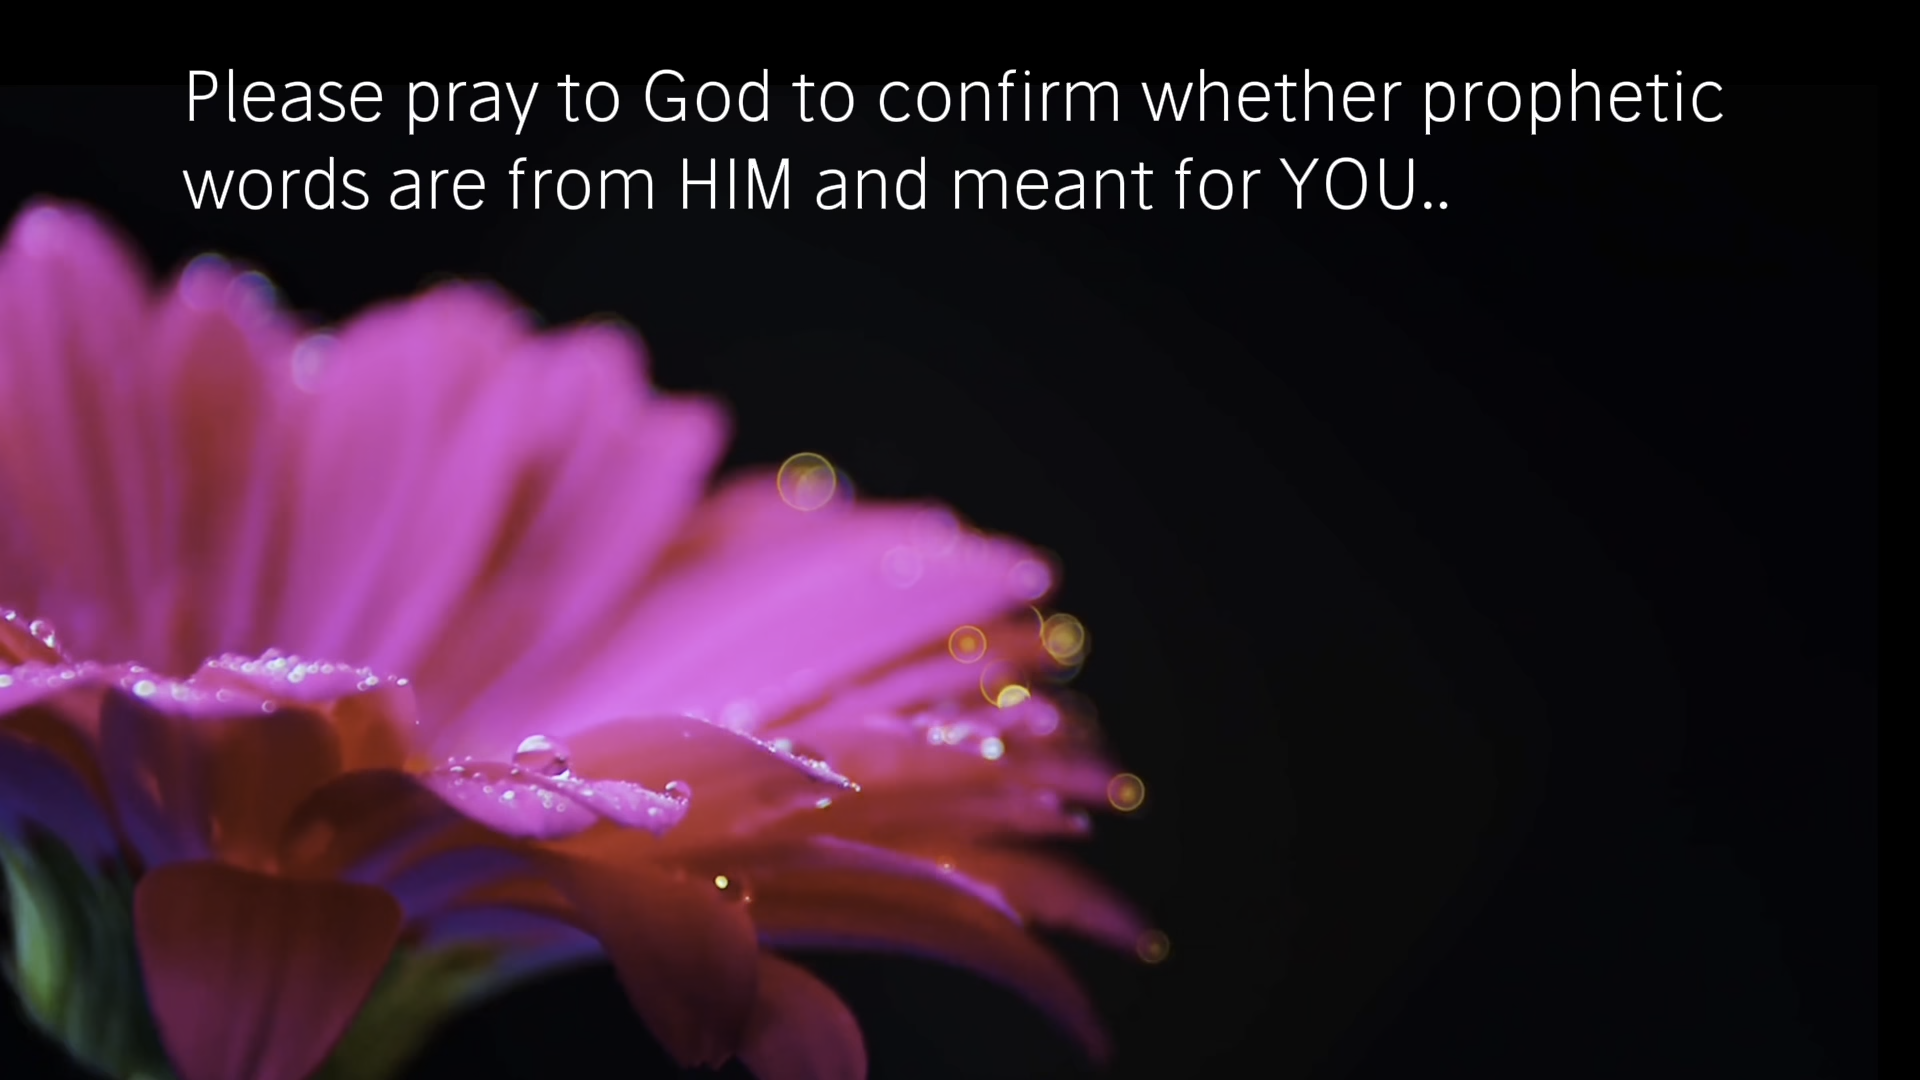 Please pray to God to confirm whether prophetic
words are from HIM and meant for YOU..